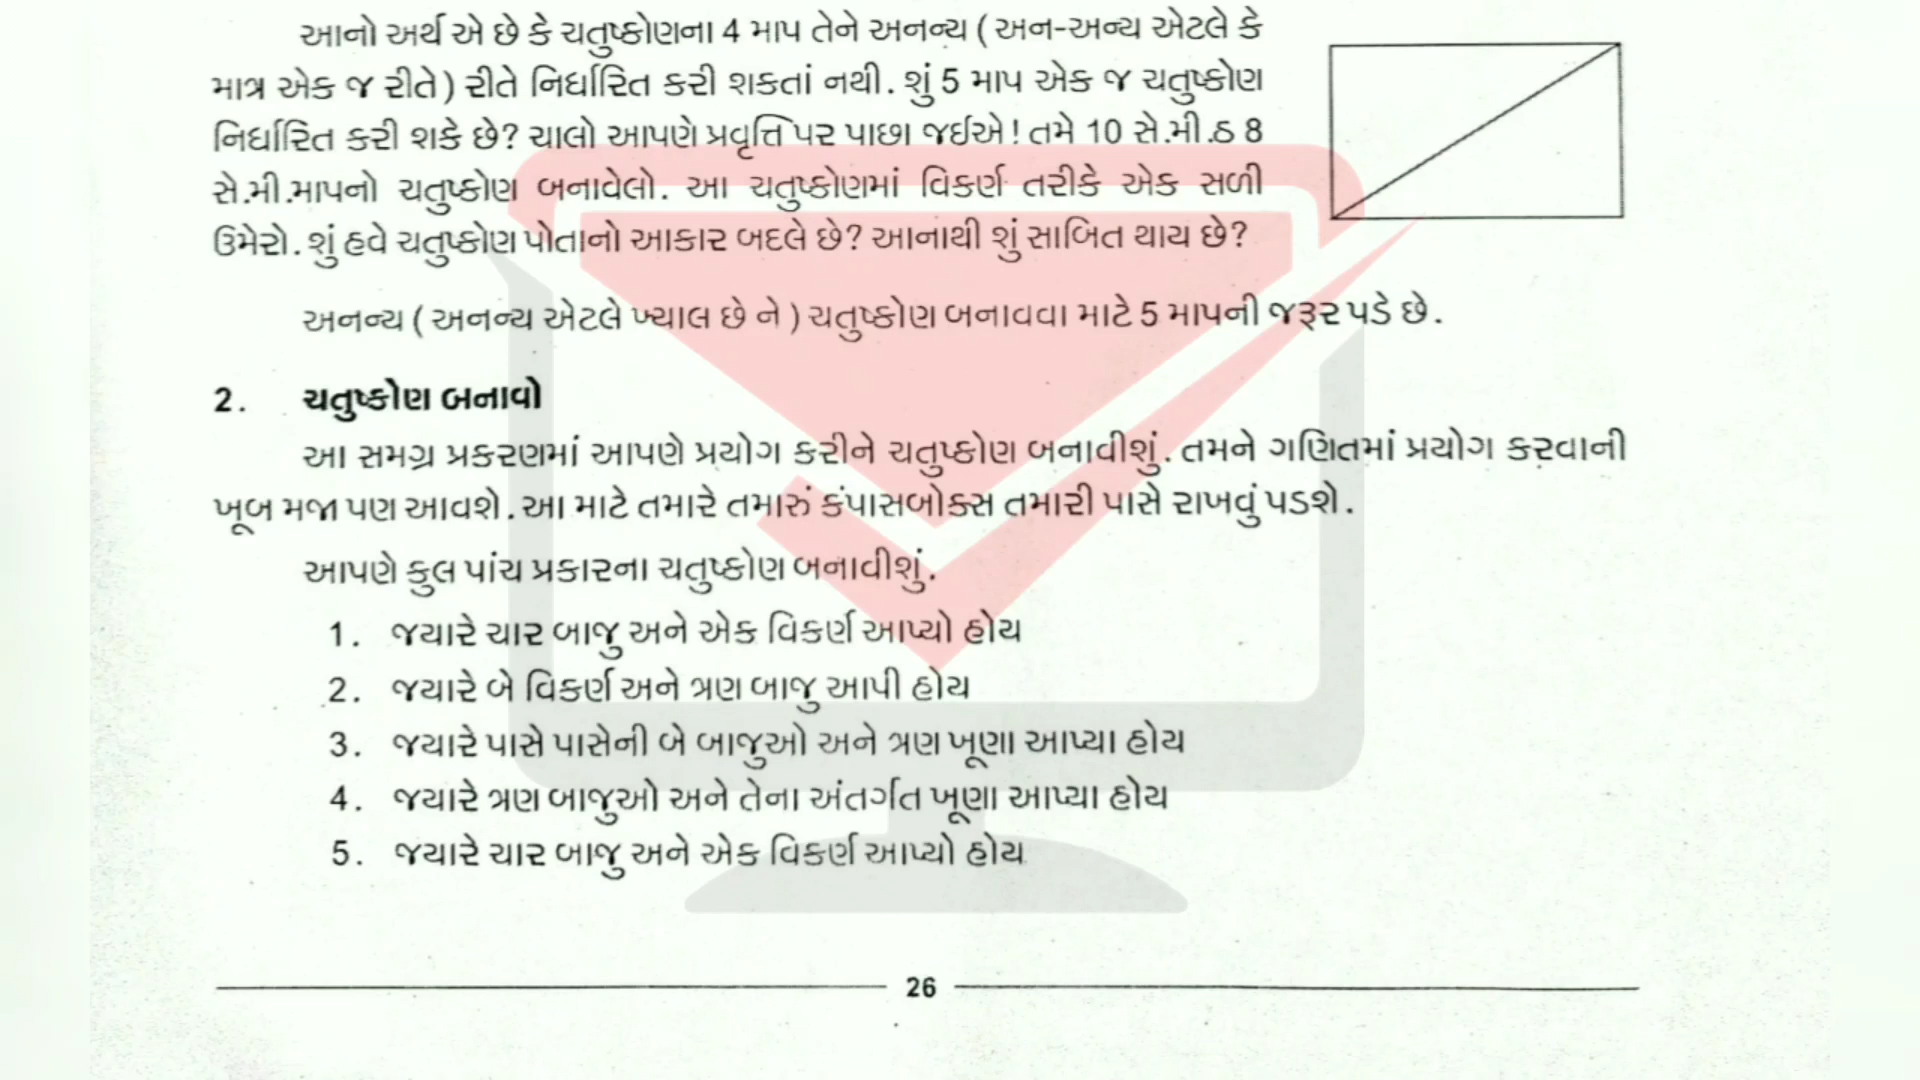 આનો અર્થ એ છે કે ચતુષ્કોણના 4 માપ તેને અનન્ય ( અન-અન્ય એટલે કે
માત્ર એક જ રીતે ) રીતે નિર્ધારિત કરી શકતાં નથી. શું 5 માપ એક જ ચતુષ્કોણ
નિર્ધારિત કરી શકે છે? ચાલો આપણે પ્રવૃત્તિ પર પાછા જઈએ ! તમે 10 સે.મી.ઠ 8
સે.મી.માપનો ચતુષ્કોણ બનાવેલો. આ ચતુષ્કોણમાં વિકર્ણ તરીકે એક સળી
ઉમેરો. શું હવે ચતુષ્કોણ પોતાનો આકાર બદલે છે? આનાથી શું સાબિત થાય છે?
અનન્ય ( અનન્ય એટલે ખ્યાલ છે ને ) ચતુષ્કોણ બનાવવા માટે 5 માપની જરૂર પડે છે.
2. ચતુષ્કોણ બનાવો
આ સમગ્ર પ્રકરણમાં આપણે પ્રયોગ કરીને ચતુષ્કોણ બનાવીશું. તમને ગણિતમાં પ્રયોગ કરવાની
ખૂબ મજા પણ આવશે. આ માટે તમારે તમારું કંપાસબોક્સ તમારી પાસે રાખવું પડશે.
આપણે કુલ પાંચ પ્રકારના ચતુષ્કોણ બનાવીશું.
1. જ્યારે ચાર બાજુ અને એક વિકર્ણ આપ્યો હોય
2. જ્યારે બે વિકર્ણ અને ત્રણ બાજુ આપી હોય
3. જ્યારે પાસે પાસેની બે બાજુઓ અને ત્રણ ખૂણા આપ્યા હોય
4. જ્યારે ત્રણ બાજુઓ અને તેના અંતર્ગત ખૂણા આપ્યા હોય
5. જ્યારે ચાર બાજુ અને એક વિકર્ણ આપ્યો હોય
26